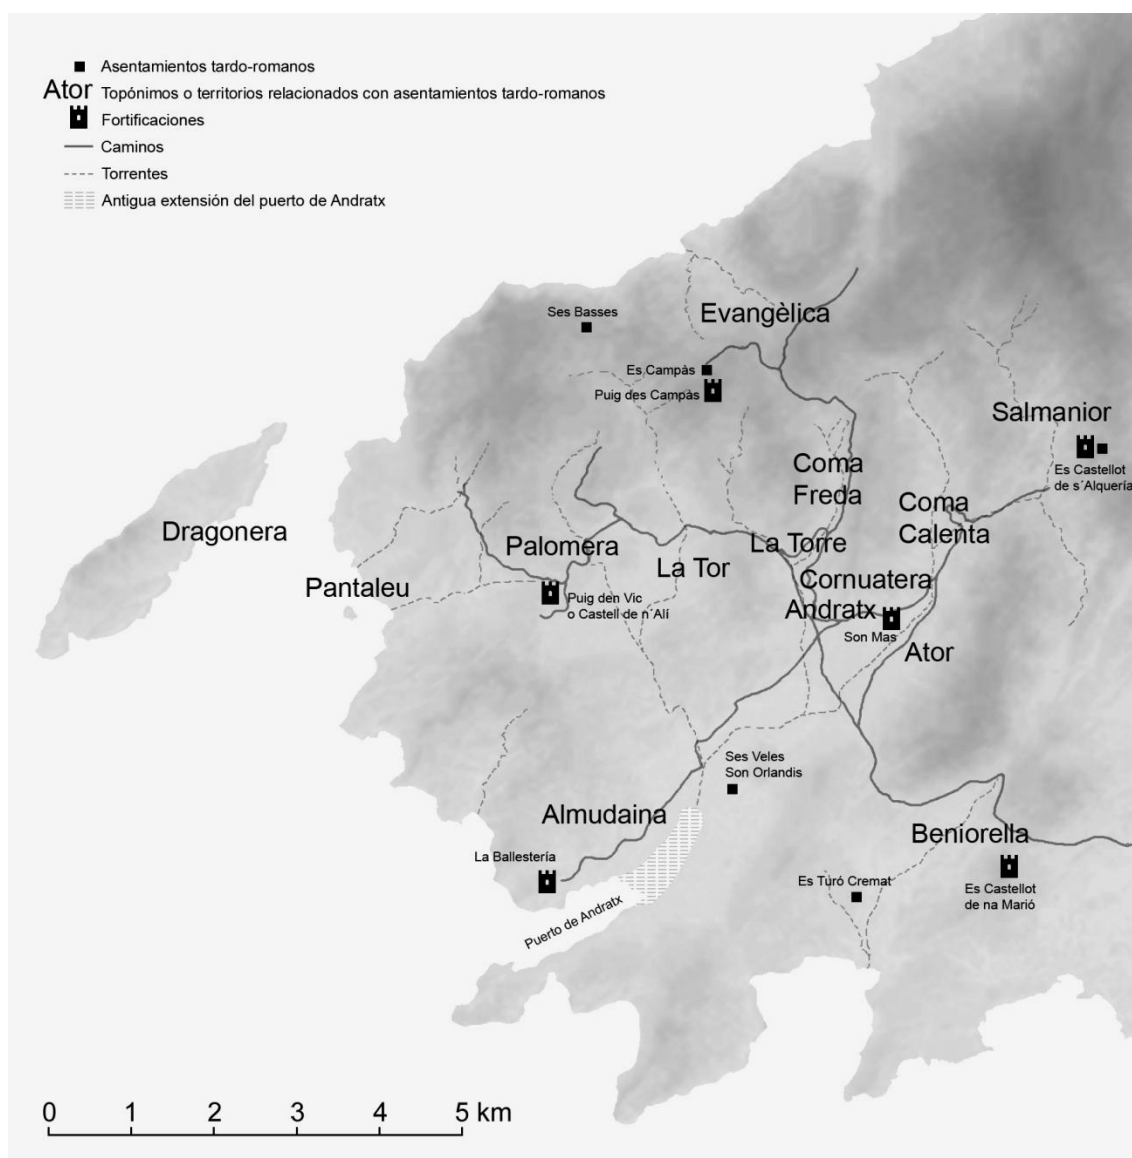 Asentamientos tardo-romanos
Ator Topónimos o territorios relacionados con asentamientos tardo-romanos
Fortificaciones
Caminos
Torrentes
Antigua extensión del puerto de Andratx
Ses Basses
Evangèlica
Es Campàs
Puig des Campàs
Salmanior
Es Castellot
de s´Alquería
Coma
Freda
Coma
Calenta
Dragonera
Palomera
La Torre
La Tor
Pantaleu
Cornuatera
Puig den Vic
o Castell de n´Alí
Andratx
Son Mas
Ator
Ses Veles
Son Orlandis
Almudaina
Beniorella
La Ballestería
Es Turó Cremat
Es Castellot
de na Marió
Puerto de Andratx
0 1 2 3 4 5 km